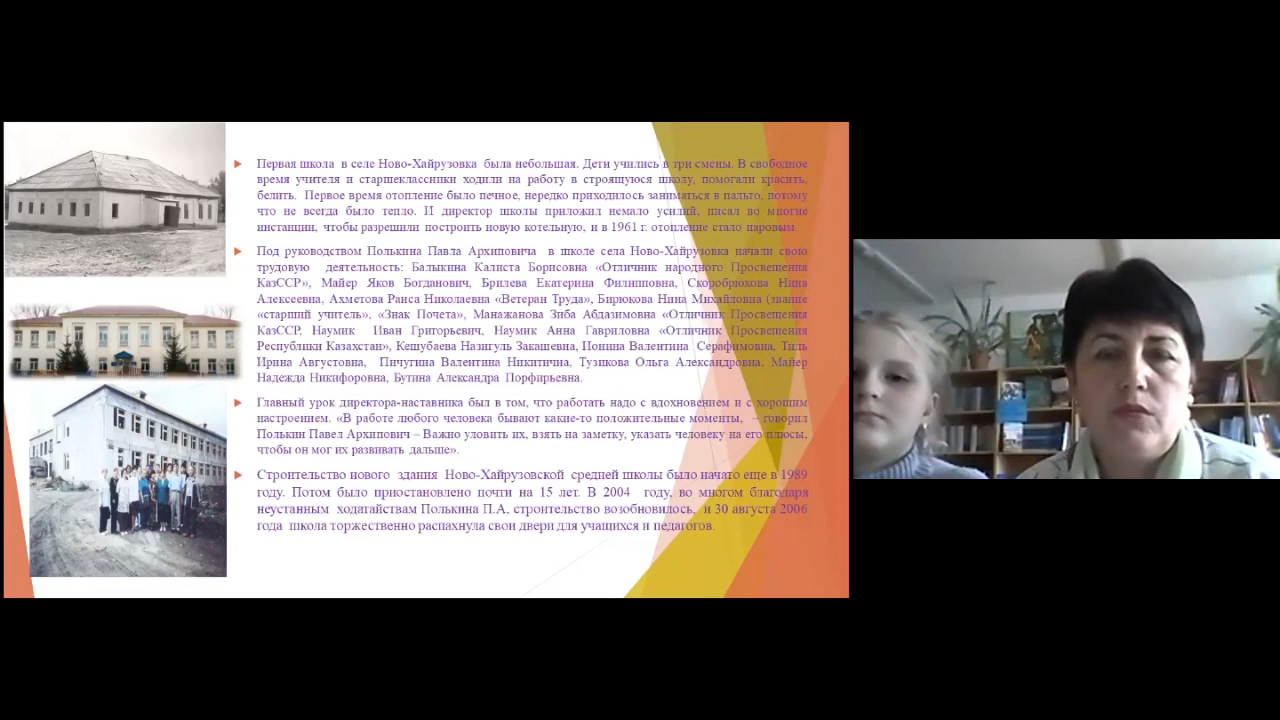 Первая школа в селе Ново-Хайрузовка была небольшая. Дети учились в три смены. В свободное
время учителя и старшеклассники ходили на работу в строящуюся школу, помогали красить,
белить. Первое время отопление было печное, нередко приходилось заниматься в пальто, потому
что не всегда было тепло. И директор школы приложил немало усилий, писал во многие
инстанции, чтобы разрешили построить новую котельную, и в 1961 г. отопление стало паровым.
Под руководством Полькина Павла Архиповича в школе села Ново-Хайрузовка начали свою
трудовую деятельность: Балыкина Калиста Борисовна «Отличник народного Просвещения
КазССР», Майер Яков Богданович, Брилева Екатерина Филипповна, Скоробрюхова Нина
Алексеевна, Ахметова Раиса Николаевна «Ветеран Труда», Бирюкова Нина Михайловна (звание
«старший учитель», «Знак Почета», Манажанова Зиба Абдазимовна «Отличник Просвещения
КазССР, Наумик Иван Григорьевич, Наумик Анна Гавриловна «Отличник Просвещения
Республики Казахстан», Кешубаева Назигуль Закашевна, Ионина Валентина Серафимовна, Тиль
Ирина Августовна, Пичугина Валентина Никитична, Тузикова Ольга Александровна, Майер
Надежда Никифоровна, Бутина Александра Порфирьевна.
Главный урок директора-наставника был в том, что работать надо с вдохновением и с хорошим
настроением. «В работе любого человека бывают какие-то положительные моменты, – говорил
Полькин Павел Архипович – Важно уловить их, взять на заметку, указать человеку на его плюсы,
чтобы он мог их развивать дальше».
Строительство нового здания Ново-Хайрузовской средней школы было начато еще в 1989
году. Потом было приостановлено почти на 15 лет. В 2004 году, во многом благодаря
неустанным ходатайствам Полькина П.А, строительство возобновилось, и 30 августа 2006
года школа торжественно распахнула свои двери для учащихся и педагогов.